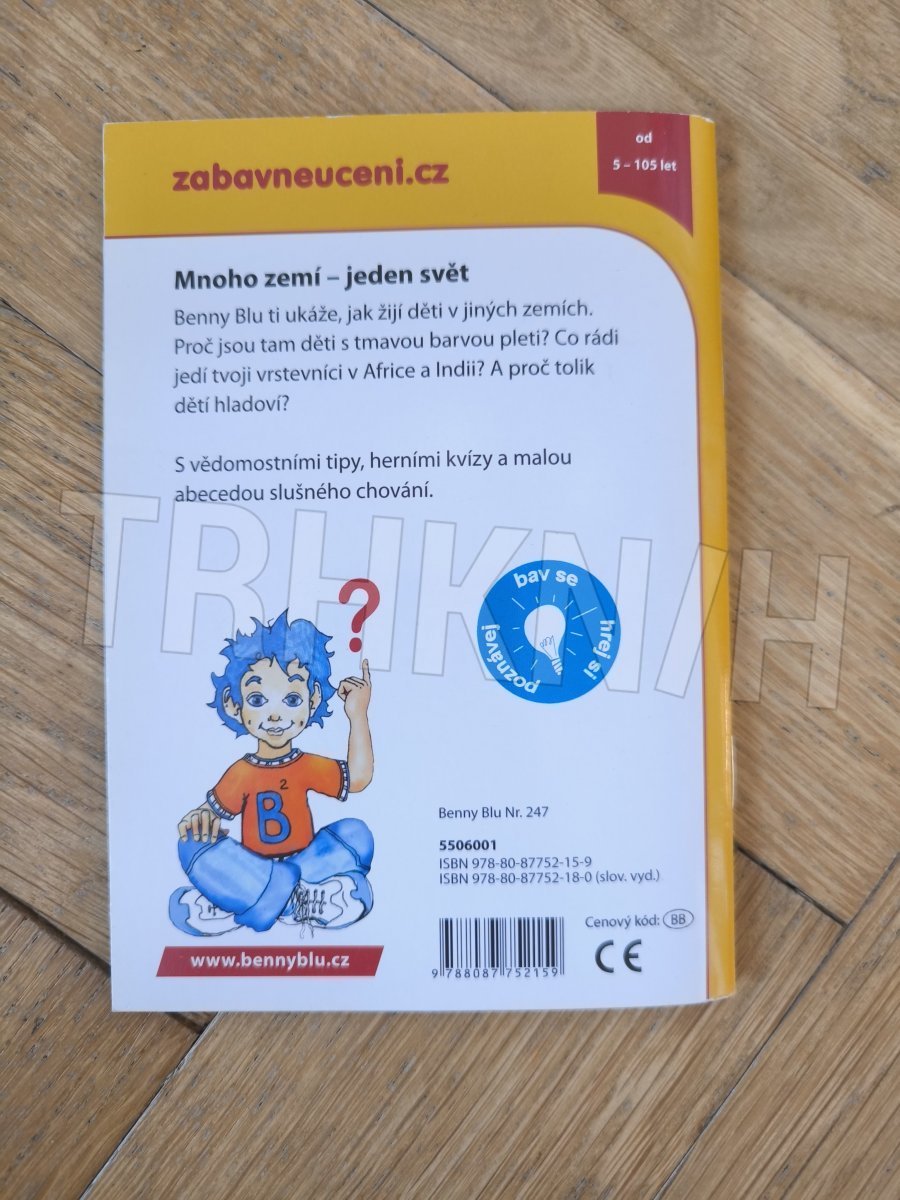 zabavneuceni.cz
od
5 – 105 let
Mnoho zemí – jeden svět
Benny Blu ti ukáže, jak žijí děti v jiných zemích.
Proč jsou tam děti s tmavou barvou pleti? Co rádi
jedí tvoji vrstevníci v Africe a Indii? A proč tolik
dětí hladoví?
S vědomostními tipy, herními kvízy a malou
abecedou slušného chování.
TRHKNIH
?
bav se
hrej si
poznávej
B2
Benny Blu Nr. 247
5506001
ISBN 978-80-87752-15-9
ISBN 978-80-87752-18-0 (slov. vyd.)
Cenový kód: BB
9 788087 752159
CE
www.bennyblu.cz